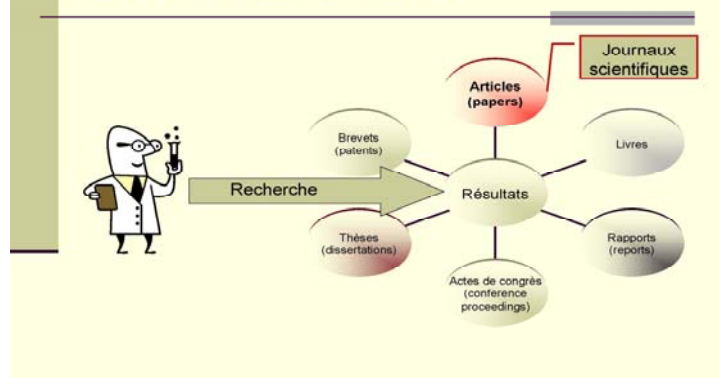 Journaux
scientifiques
Articles
(papers)
Brevets
(patents)
Livres
Recherche
Résultats
Thèses
(dissertations)
Rapports
(reports)
Actes de congrès
(conference
proceedings)